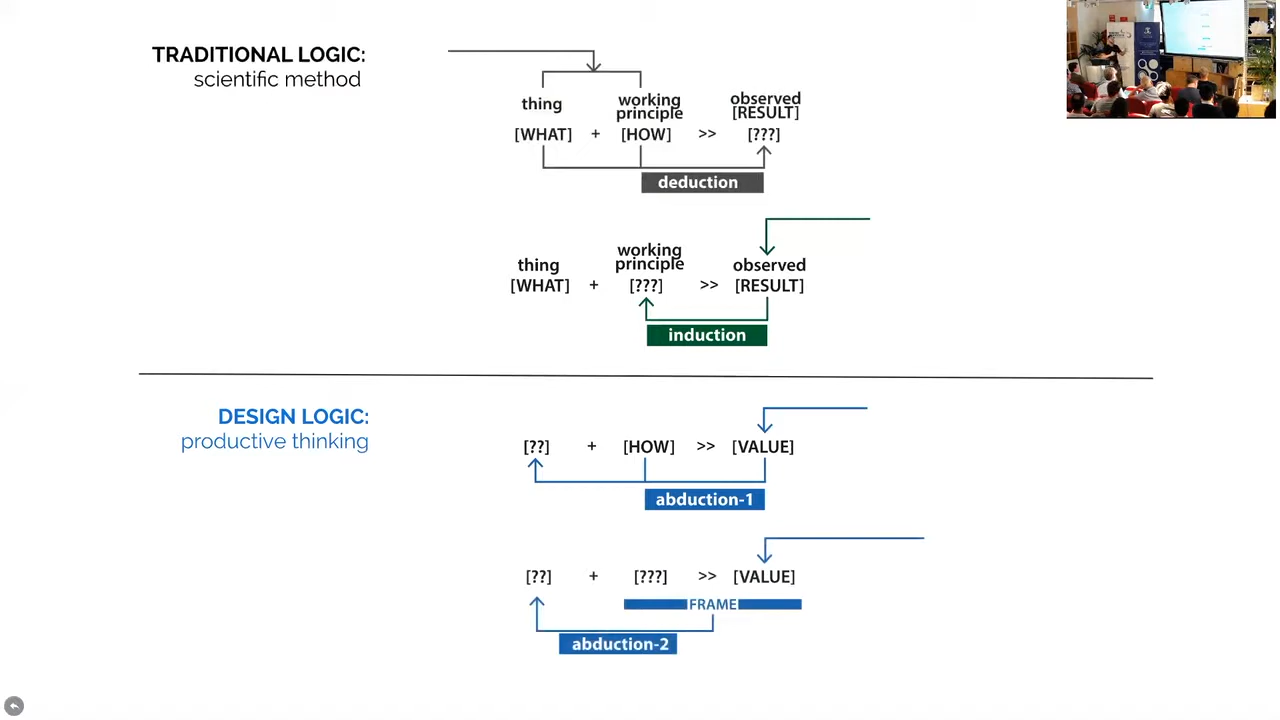 TRADITIONAL LOGIC:
scientific method
thing
working
principle
observed
[RESULT]
[WHAT] + [HOW] >> [???]
deduction
thing
working
principle
observed
[WHAT] + [???] >> [RESULT]
induction
DESIGN LOGIC:
productive thinking
[??] + [HOW] >> [VALUE]
abduction-1
[??] + [???] >> [VALUE]
FRAME
abduction-2